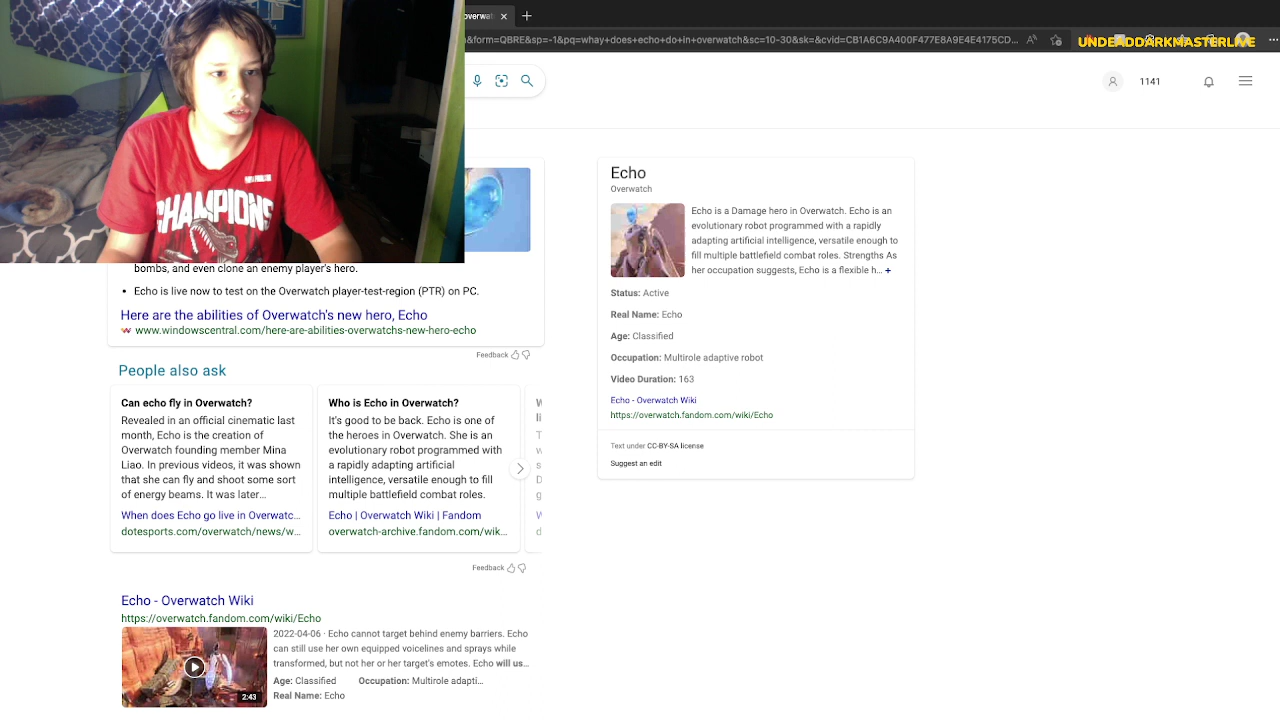 overwat
&form=QBRE&sp=-1&pq=whay+does+echo+do+in+overwatch&sc=10-30&sk=&cvid=CB1A6C9A400F477E8A9E4E4175CD...
UNDEADDARKMASTERLIVE
1141
CHAMPIONS
bombs, and even clone an enemy player's hero.
• Echo is live now to test on the Overwatch player-test-region (PTR) on PC.
Here are the abilities of Overwatch's new hero, Echo
www.windowscentral.com/here-are-abilities-overwatchs-new-hero-echo
Feedback
People also ask
Can echo fly in Overwatch?
Revealed in an official cinematic last
month, Echo is the creation of
Overwatch founding member Mina
Liao. In previous videos, it was shown
that she can fly and shoot some sort
of energy beams. It was later...
When does Echo go live in Overwatc...
dotesports.com/overwatch/news/w...
Who is Echo in Overwatch?
It's good to be back. Echo is one of
the heroes in Overwatch. She is an
evolutionary robot programmed with
a rapidly adapting artificial
intelligence, versatile enough to fill
multiple battlefield combat roles.
Echo | Overwatch Wiki | Fandom
overwatch-archive.fandom.com/wik...
Feedback
Echo - Overwatch Wiki
https://overwatch.fandom.com/wiki/Echo
2022-04-06 · Echo cannot target behind enemy barriers. Echo
can still use her own equipped voicelines and sprays while
transformed, but not her or her target's emotes. Echo will us...
Age: Classified Occupation: Multirole adapti...
Real Name: Echo
2:43
Echo
Overwatch
Echo is a Damage hero in Overwatch. Echo is an
evolutionary robot programmed with a rapidly
adapting artificial intelligence, versatile enough to
fill multiple battlefield combat roles. Strengths As
her occupation suggests, Echo is a flexible h... +
Status: Active
Real Name: Echo
Age: Classified
Occupation: Multirole adaptive robot
Video Duration: 163
Echo - Overwatch Wiki
https://overwatch.fandom.com/wiki/Echo
Text under CC-BY-SA license
Suggest an edit